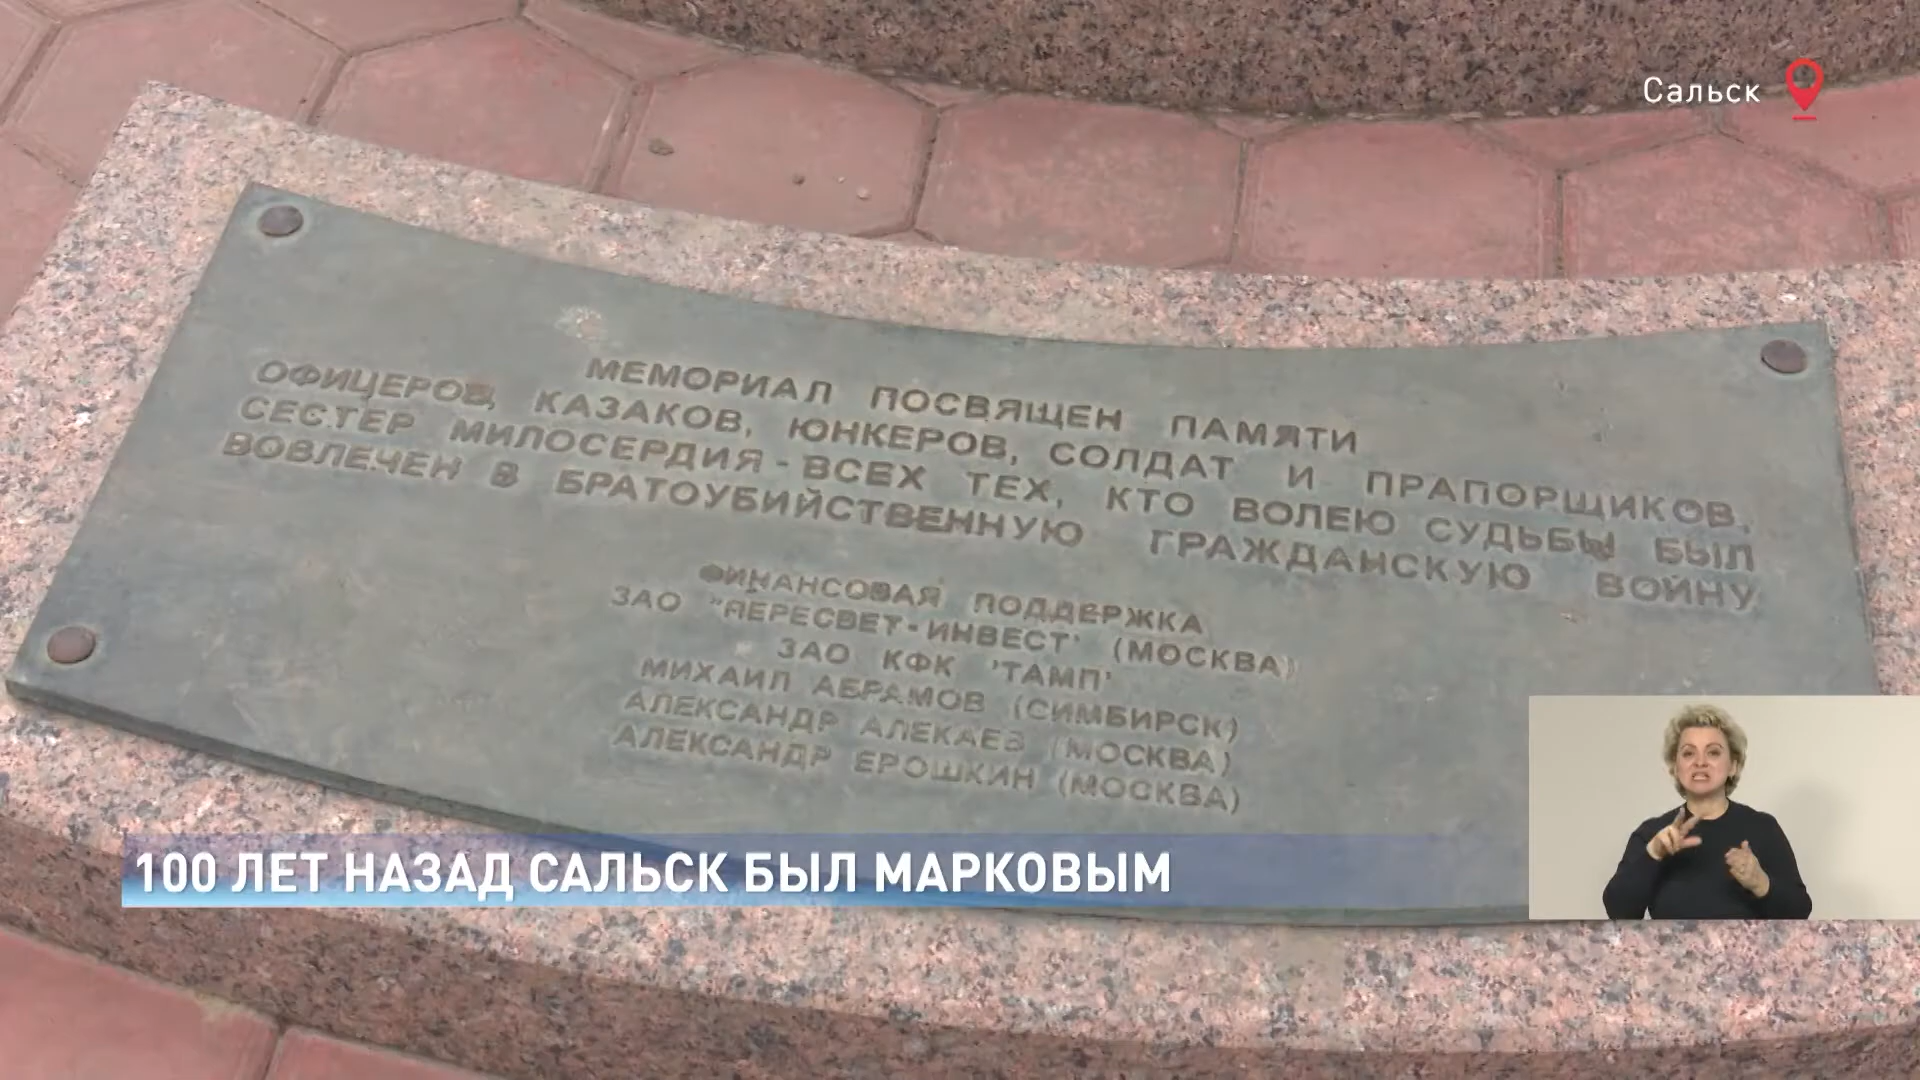 Сальск
МЕМОРИАЛ ПОСВЯЩЕН ПАМЯТИ
ОФИЦЕРОВ, КАЗАКОВ, ЮНКЕРОВ, СОЛДАТ И ПРАПОРЩИКОВ,
СЕСТЕР МИЛОСЕРДИЯ - ВСЕХ ТЕХ, КТО ВОЛЕЮ СУДЬБЫ БЫЛ
ВОВЛЕЧЕН В БРАТОУБИЙСТВЕННУЮ ГРАЖДАНСКУЮ ВОЙНУ
ФИНАНСОВАЯ ПОДДЕРЖКА
ЗАО "ПЕРЕСВЕТ-ИНВЕСТ" (МОСКВА)
ЗАО КФК "ТАМП"
МИХАИЛ АБРАМОВ (СИМБИРСК)
АЛЕКСАНДР АЛЕКАЕВ (МОСКВА)
АЛЕКСАНДР ЕРОШКИН (МОСКВА)
100 ЛЕТ НАЗАД САЛЬСК БЫЛ МАРКОВЫМ